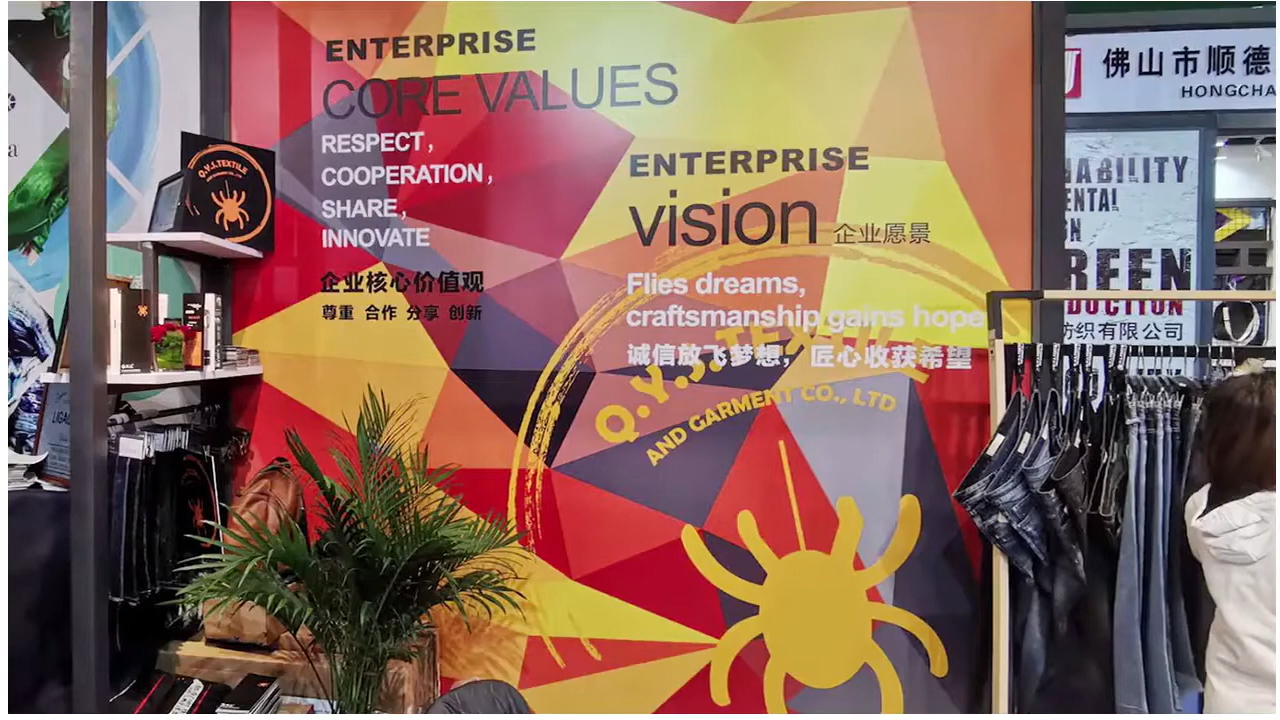 ENTERPRISE
CORE VALUES
RESPECT,
COOPERATION,
SHARE,
INNOVATE
企业核心价值观
尊重 合作 分享 创新
ENTERPRISE
vision 企业愿景
Flies dreams,
craftsmanship gains hope
诚信放飞梦想，匠心收获希望
Q.Y.J.TEXTILE
AND GARMENT CO., LTD
Q.Y.J.TEXTILE
佛山市顺德
HONGCHA
NABILITY
ENTAL
REEN
DUCTION
纺织有限公司